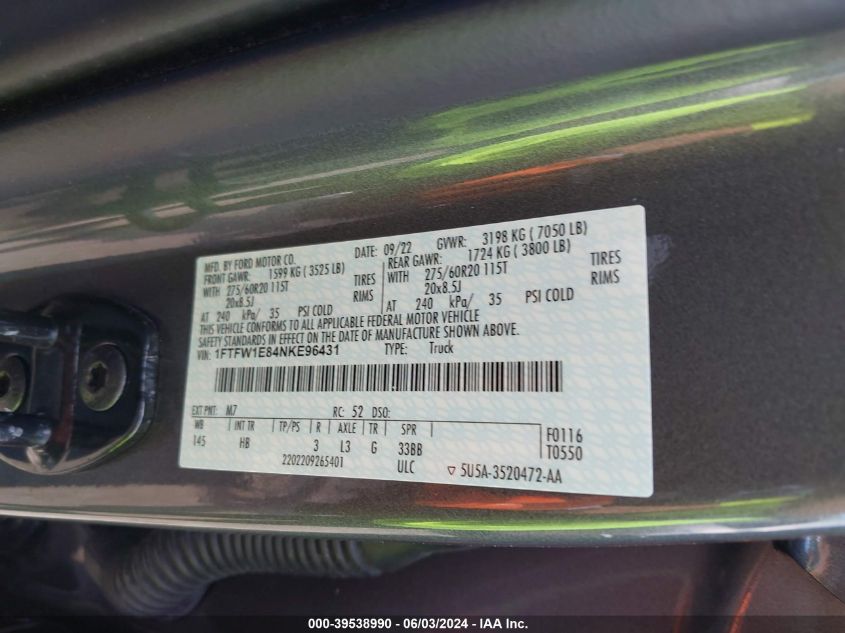 MFD. BY FORD MOTOR CO. DATE: 09/22 GVWR: 3198 KG ( 7050 LB)
FRONT GAWR: 1599 KG ( 3525 LB) REAR GAWR: 1724 KG ( 3800 LB)
WITH 275/60R20 115T TIRES WITH 275/60R20 115T TIRES
20x8.5J RIMS 20x8.5J RIMS
AT 240 kPa/ 35 PSI COLD AT 240 kPa/ 35 PSI COLD
THIS VEHICLE CONFORMS TO ALL APPLICABLE FEDERAL MOTOR VEHICLE
SAFETY STANDARDS IN EFFECT ON THE DATE OF MANUFACTURE SHOWN ABOVE.
VIN: 1FTFW1E84NKE96431 TYPE: Truck
EXT PNT: M7 RC: 52 DSO:
WB INT TR TP/PS R AXLE TR SPR F0116
145 HB 3 L3 G 33BB T0550
2202209265401 ULC ▽ 5U5A-3520472-AA
000-39538990 - 06/03/2024 - IAA Inc.